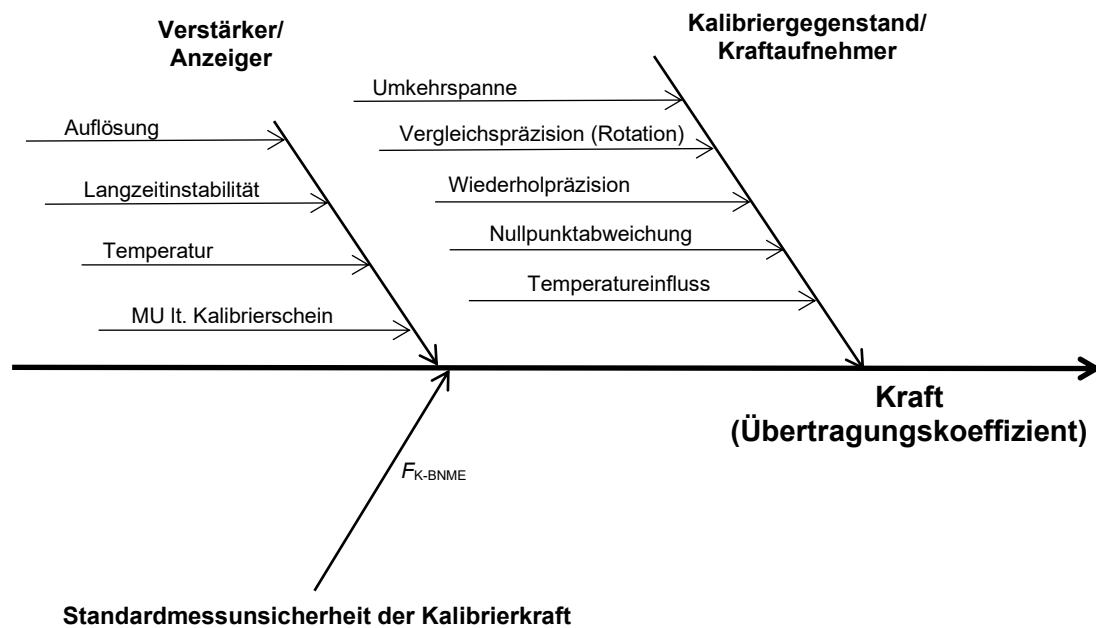 Verstärker/
Anzeiger
Auflösung
Langzeitinstabilität
Temperatur
MU lt. Kalibrierschein
Kalibriergegenstand/
Kraftaufnehmer
Umkehrspanne
Vergleichspräzision (Rotation)
Wiederholpräzision
Nullpunktabweichung
Temperatureinfluss
Kraft
(Übertragungskoeffizient)
FK-BNME
Standardmessunsicherheit der Kalibrierkraft